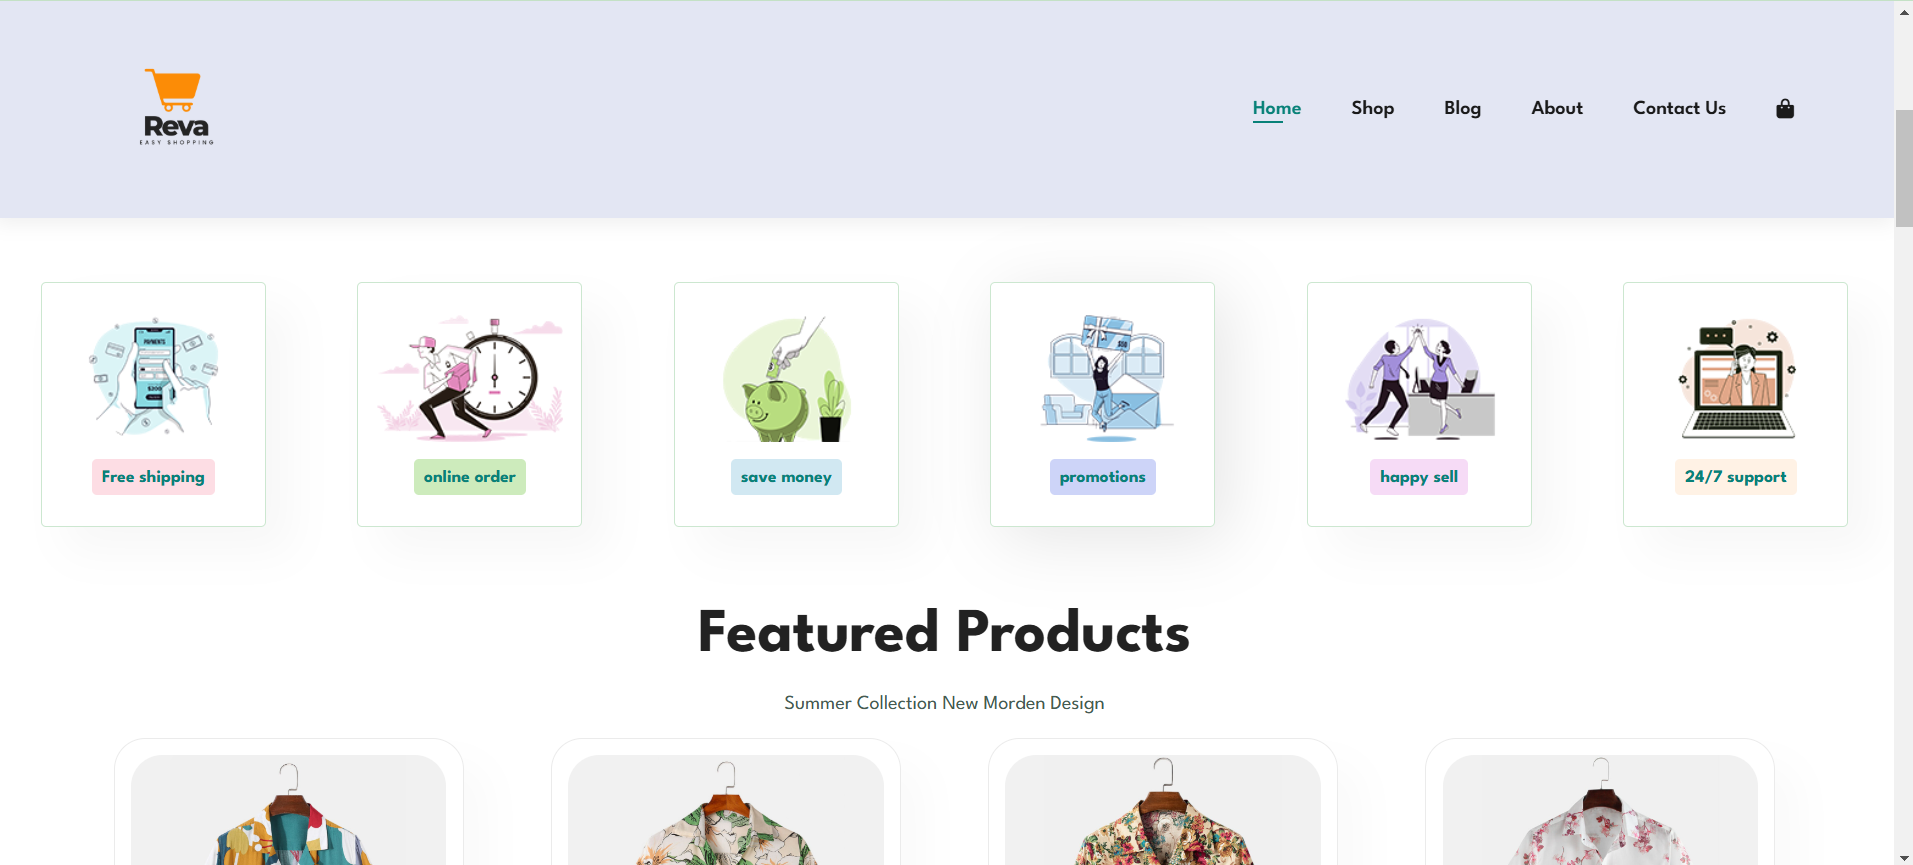 Reva
EASY SHOPPING
Home Shop Blog About Contact Us
PAYMENTS
Free shipping
online order
save money
promotions
happy sell
24/7 support
Featured Products
Summer Collection New Morden Design